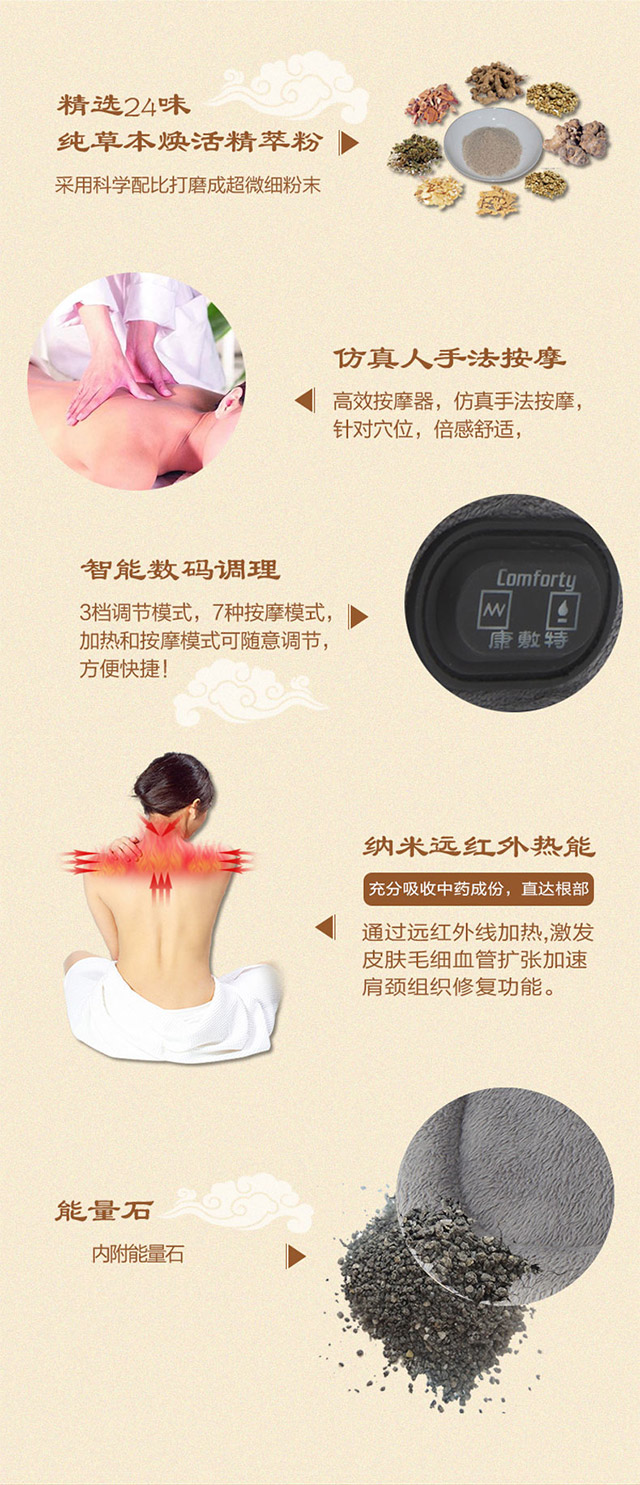 精选24味
纯草本焕活精萃粉
采用科学配比打磨成超微细粉末
仿真人手法按摩
高效按摩器，仿真手法按摩，
针对穴位，倍感舒适，
智能数码调理
3档调节模式，7种按摩模式，
加热和按摩模式可随意调节，
方便快捷！
Comforty
康敷特
纳米远红外热能
充分吸收中药成份，直达根部
通过远红外线加热,激发
皮肤毛细血管扩张加速
肩颈组织修复功能。
能量石
内附能量石